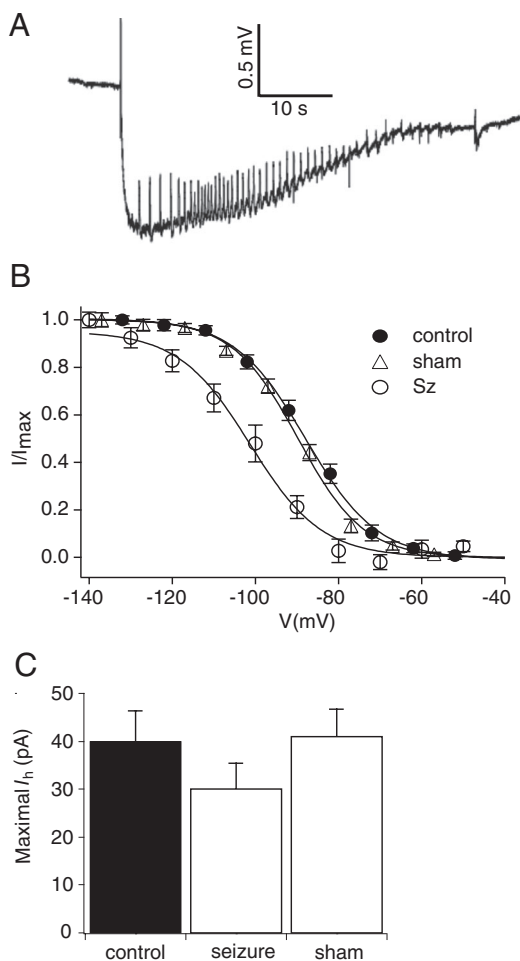 A
0.5 mV
10 s
B
1.0
0.8
0.6
0.4
0.2
0.0
I/Imax
control
sham
Sz
-140 -120 -100 -80 -60 -40
V(mV)
C
50
40
30
20
10
0
Maximal Ih (pA)
control seizure sham